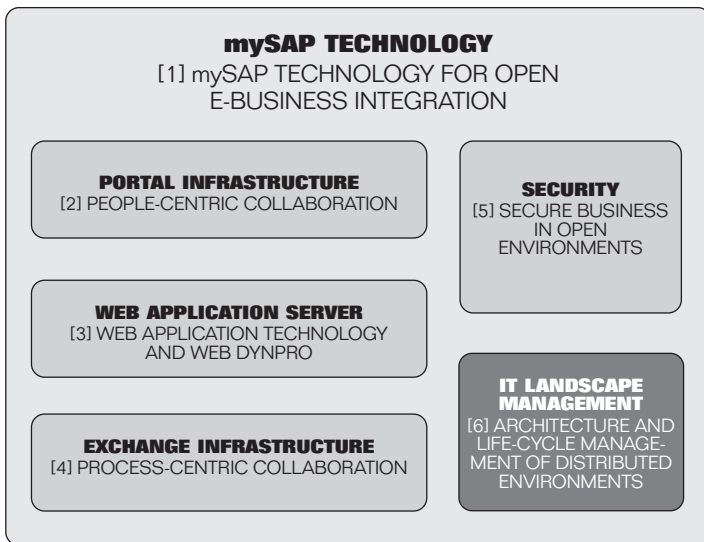 mySAP TECHNOLOGY
[1] mySAP TECHNOLOGY FOR OPEN
E-BUSINESS INTEGRATION
PORTAL INFRASTRUCTURE
[2] PEOPLE-CENTRIC COLLABORATION
WEB APPLICATION SERVER
[3] WEB APPLICATION TECHNOLOGY
AND WEB DYNPRO
EXCHANGE INFRASTRUCTURE
[4] PROCESS-CENTRIC COLLABORATION
SECURITY
[5] SECURE BUSINESS
IN OPEN
ENVIRONMENTS
IT LANDSCAPE
MANAGEMENT
[6] ARCHITECTURE AND
LIFE-CYCLE MANAGE-
MENT OF DISTRIBUTED
ENVIRONMENTS